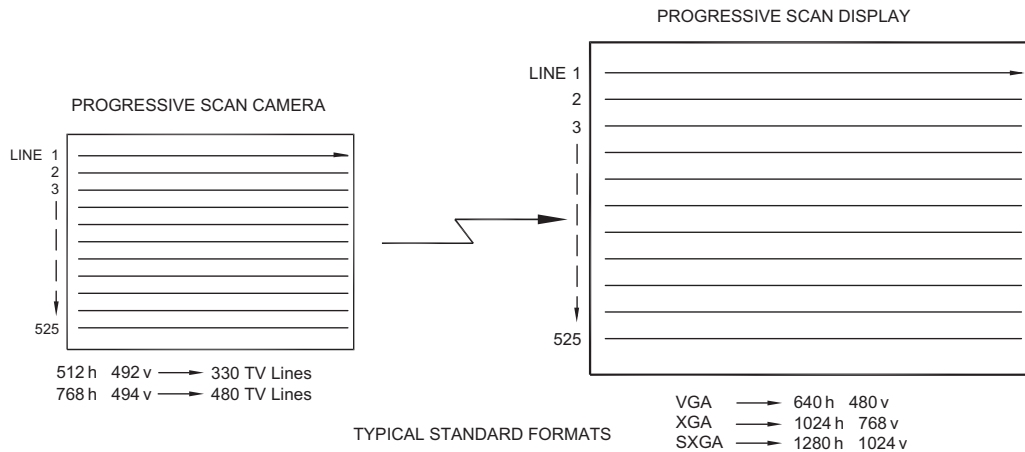 PROGRESSIVE SCAN DISPLAY
LINE 1
2
3
525
PROGRESSIVE SCAN CAMERA
LINE 1
2
3
525
512 h 492 v 330 TV Lines
768 h 494 v 480 TV Lines
TYPICAL STANDARD FORMATS
VGA 640 h 480 v
XGA 1024 h 768 v
SXGA 1280 h 1024 v